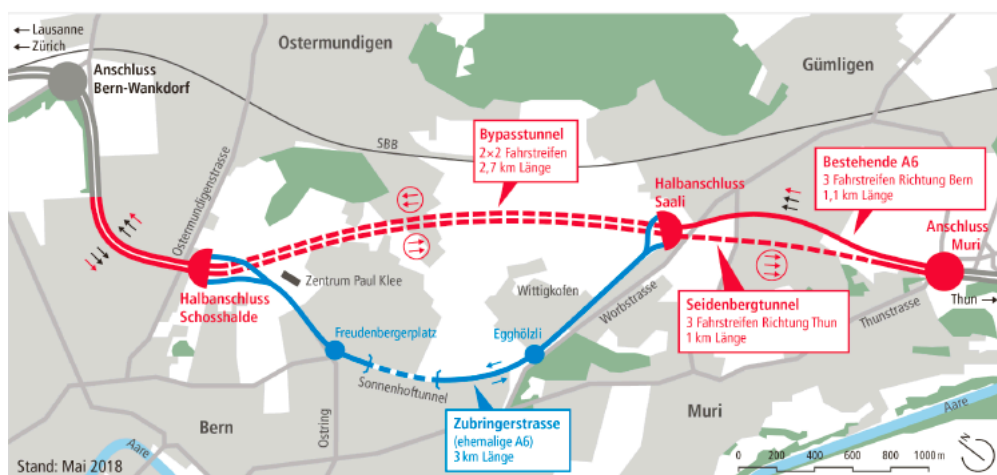 ← Lausanne
← Zürich
Anschluss
Bern-Wankdorf
Ostermundigen
Gümligen
SBB
Ostermundigenstrasse
Bypasstunnel
2×2 Fahrstreifen
2,7 km Länge
Halbanschluss
Saali
Bestehende A6
3 Fahrstreifen Richtung Bern
1,1 km Länge
Anschluss
Muri
Thun →
Halbanschluss
Schosshalde
Zentrum Paul Klee
Wittigkofen
Worbstrasse
Seidenbergtunnel
3 Fahrstreifen Richtung Thun
1 km Länge
Thunstrasse
Freudenbergerplatz
Egghölzli
Sonnenhoftunnel
Ostring
Bern
Zubringerstrasse
(ehemalige A6)
3 km Länge
Muri
Aare
Aare
Stand: Mai 2018
0 200 400 600 800 1000 m
N